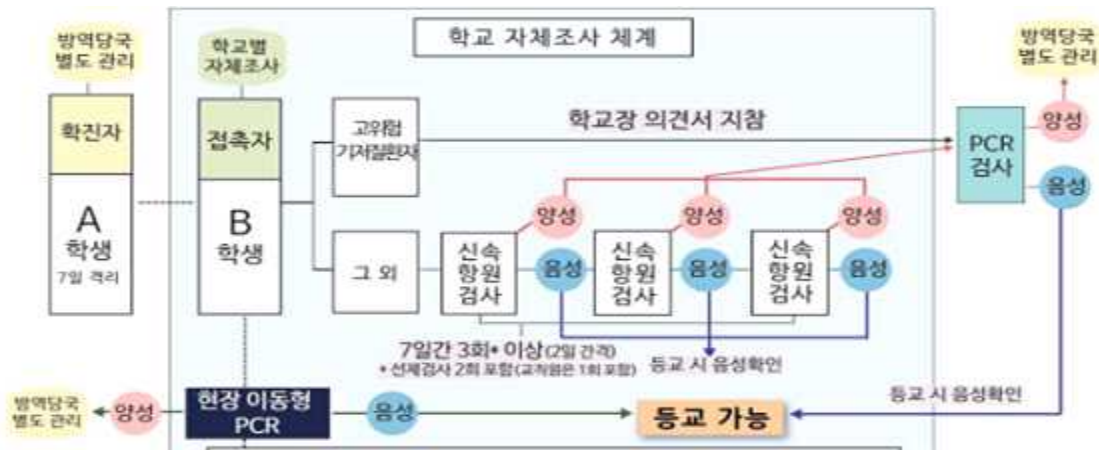 학교 자체조사 체계
방역당국
별도 관리
확진자
A
학생
7일 격리
학교별
자체조사
접촉자
B
학생
고위험
기저질환자
그 외
학교장 의견서 지참
신속
항원
검사
양성
음성
신속
항원
검사
양성
음성
신속
항원
검사
양성
음성
PCR
검사
방역당국
별도 관리
양성
음성
7일간 3회* 이상(2일 간격)
* 선제검사 2회 포함(교직원은 1회 포함)
등교 시 음성확인
등교 시 음성확인
방역당국
별도 관리
양성
현장 이동형
PCR
음성
등교 가능